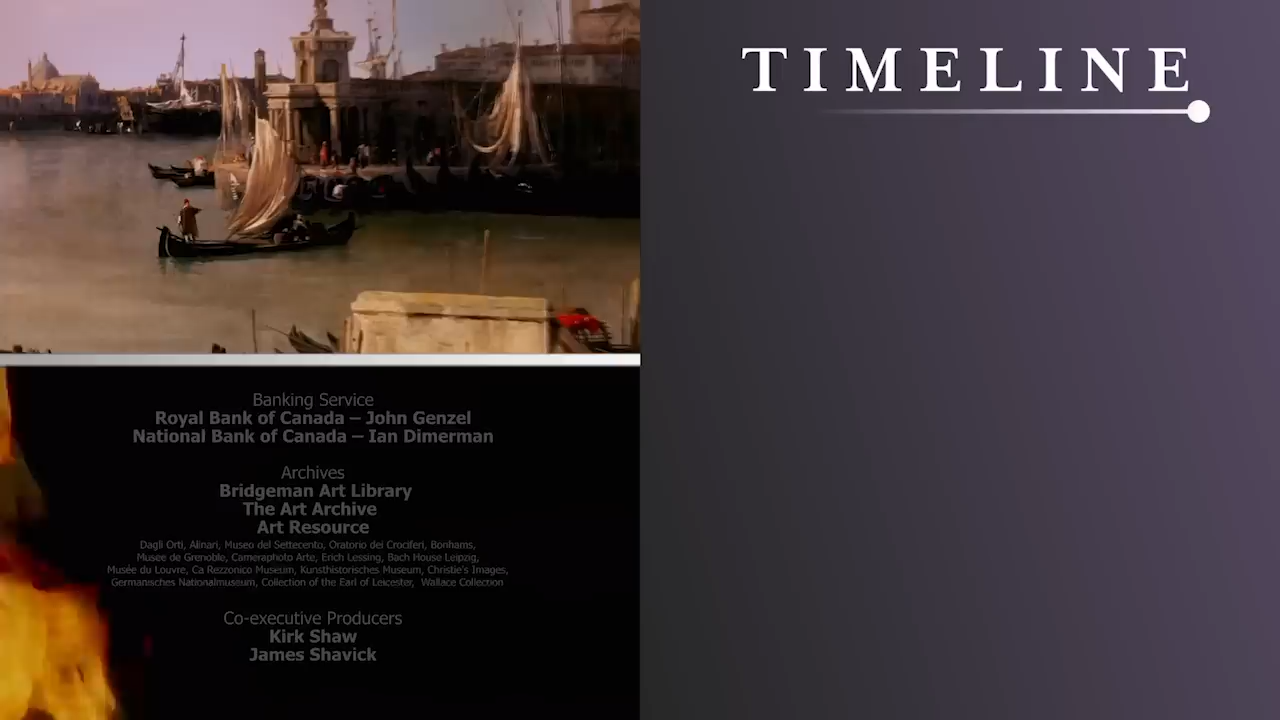 TIMELINE
Banking Service
Royal Bank of Canada – John Genzel
National Bank of Canada – Ian Dimerman
Archives
Bridgeman Art Library
The Art Archive
Art Resource
Dagli Orti, Alinari, Museo del Settecento, Oratorio dei Crociferi, Bonhams,
Musee de Grenoble, Cameraphoto Arte, Erich Lessing, Bach House Leipzig,
Musée du Louvre, Ca Rezzonico Museum, Kunsthistorisches Museum, Christie's Images,
Germanisches Nationalmuseum, Collection of the Earl of Leicester, Wallace Collection
Co-executive Producers
Kirk Shaw
James Shavick